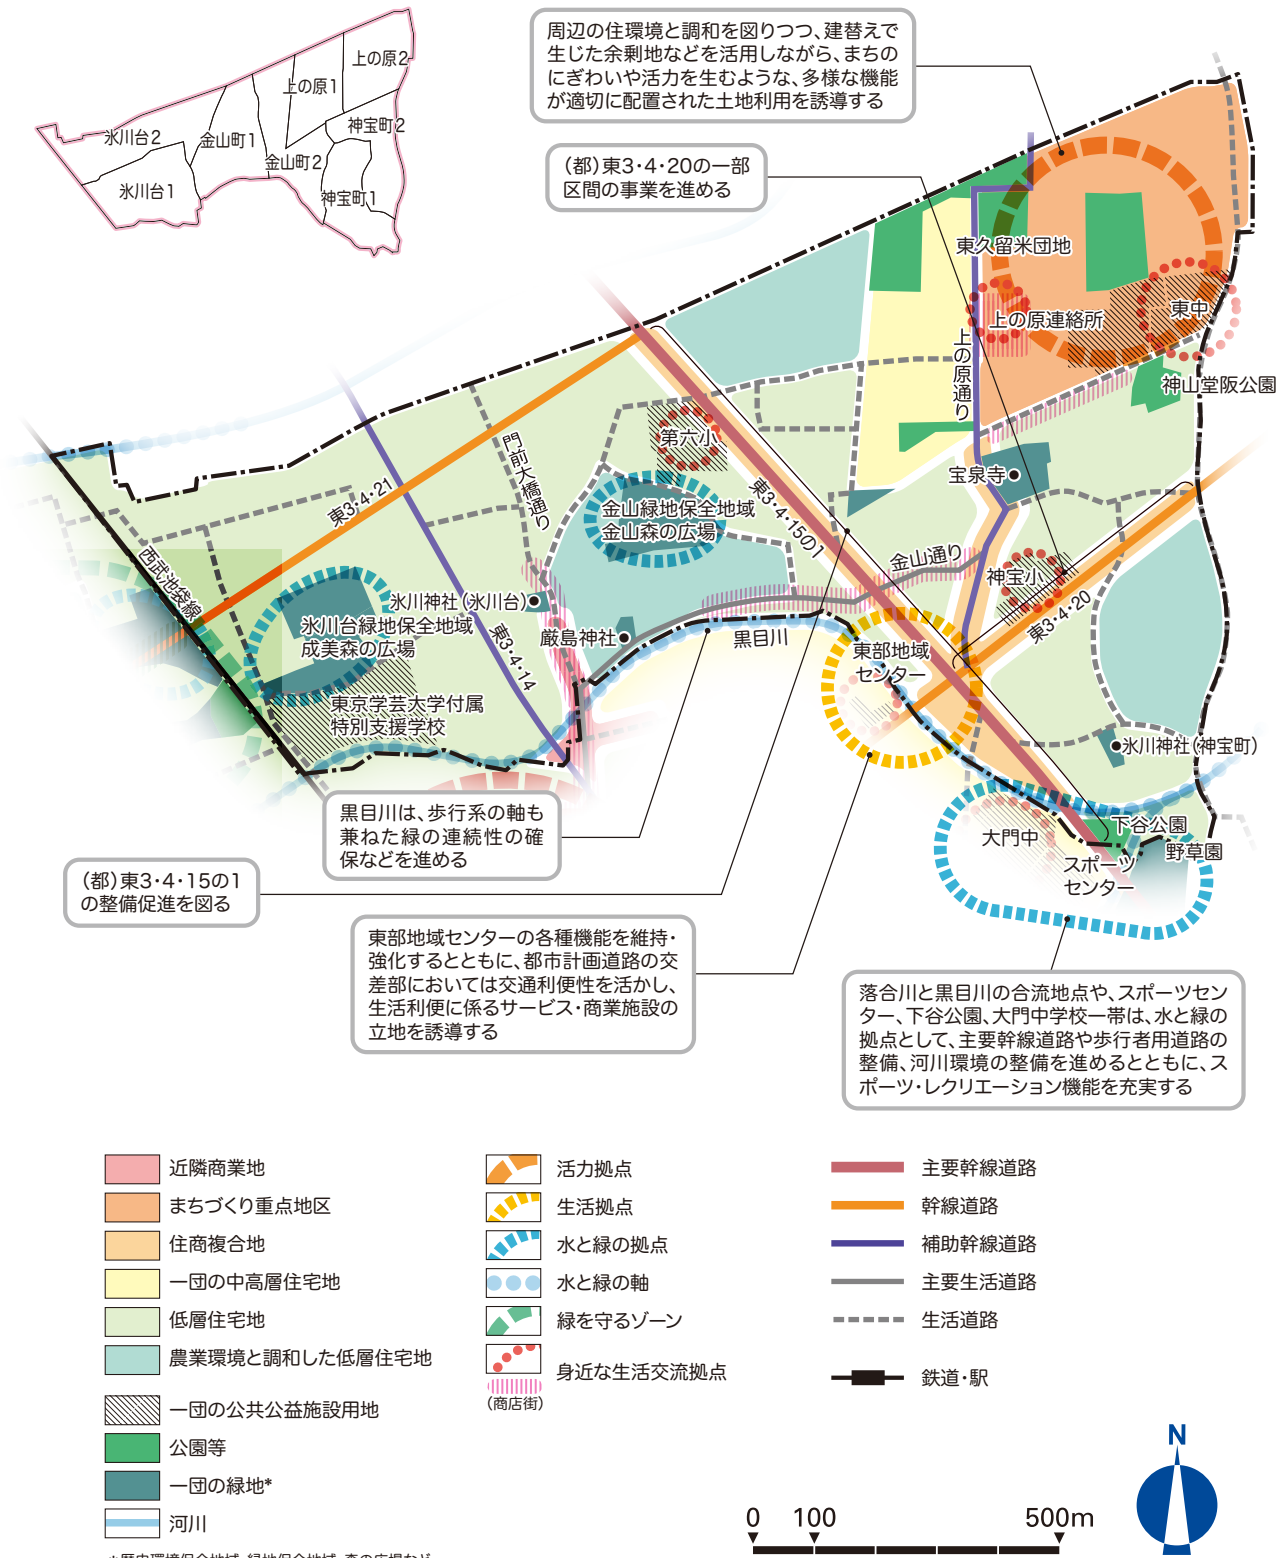 上の原2
上の原1
神宝町2
氷川台2
金山町1
金山町2
氷川台1
神宝町1
周辺の住環境と調和を図りつつ、建替えで
生じた余剰地などを活用しながら、まちの
にぎわいや活力を生むような、多様な機能
が適切に配置された土地利用を誘導する
(都)東3・4・20の一部
区間の事業を進める
東久留米団地
上の原連絡所
東中
上の原通り
神山堂阪公園
第六小
門前大橋通り
宝泉寺
東3・4・21
金山緑地保全地域
金山森の広場
東3・4・15の1
金山通り
神宝小
西武池袋線
氷川神社(氷川台)
氷川台緑地保全地域
成美森の広場
東3・4・14
厳島神社
黒目川
東3・4・20
東部地域
センター
東京学芸大学付属
特別支援学校
氷川神社(神宝町)
黒目川は、歩行系の軸も
兼ねた緑の連続性の確
保などを進める
大門中
下谷公園
野草園
スポーツ
センター
(都)東3・4・15の1
の整備促進を図る
東部地域センターの各種機能を維持・
強化するとともに、都市計画道路の交
差部においては交通利便性を活かし、
生活利便に係るサービス・商業施設の
立地を誘導する
落合川と黒目川の合流地点や、スポーツセン
ター、下谷公園、大門中学校一帯は、水と緑の
拠点として、主要幹線道路や歩行者用道路の
整備、河川環境の整備を進めるとともに、ス
ポーツ・レクリエーション機能を充実する
近隣商業地
まちづくり重点地区
住商複合地
一団の中高層住宅地
低層住宅地
農業環境と調和した低層住宅地
一団の公共公益施設用地
公園等
一団の緑地*
河川
活力拠点
生活拠点
水と緑の拠点
水と緑の軸
緑を守るゾーン
身近な生活交流拠点
(商店街)
主要幹線道路
幹線道路
補助幹線道路
主要生活道路
生活道路
鉄道・駅
N
0 100 500m